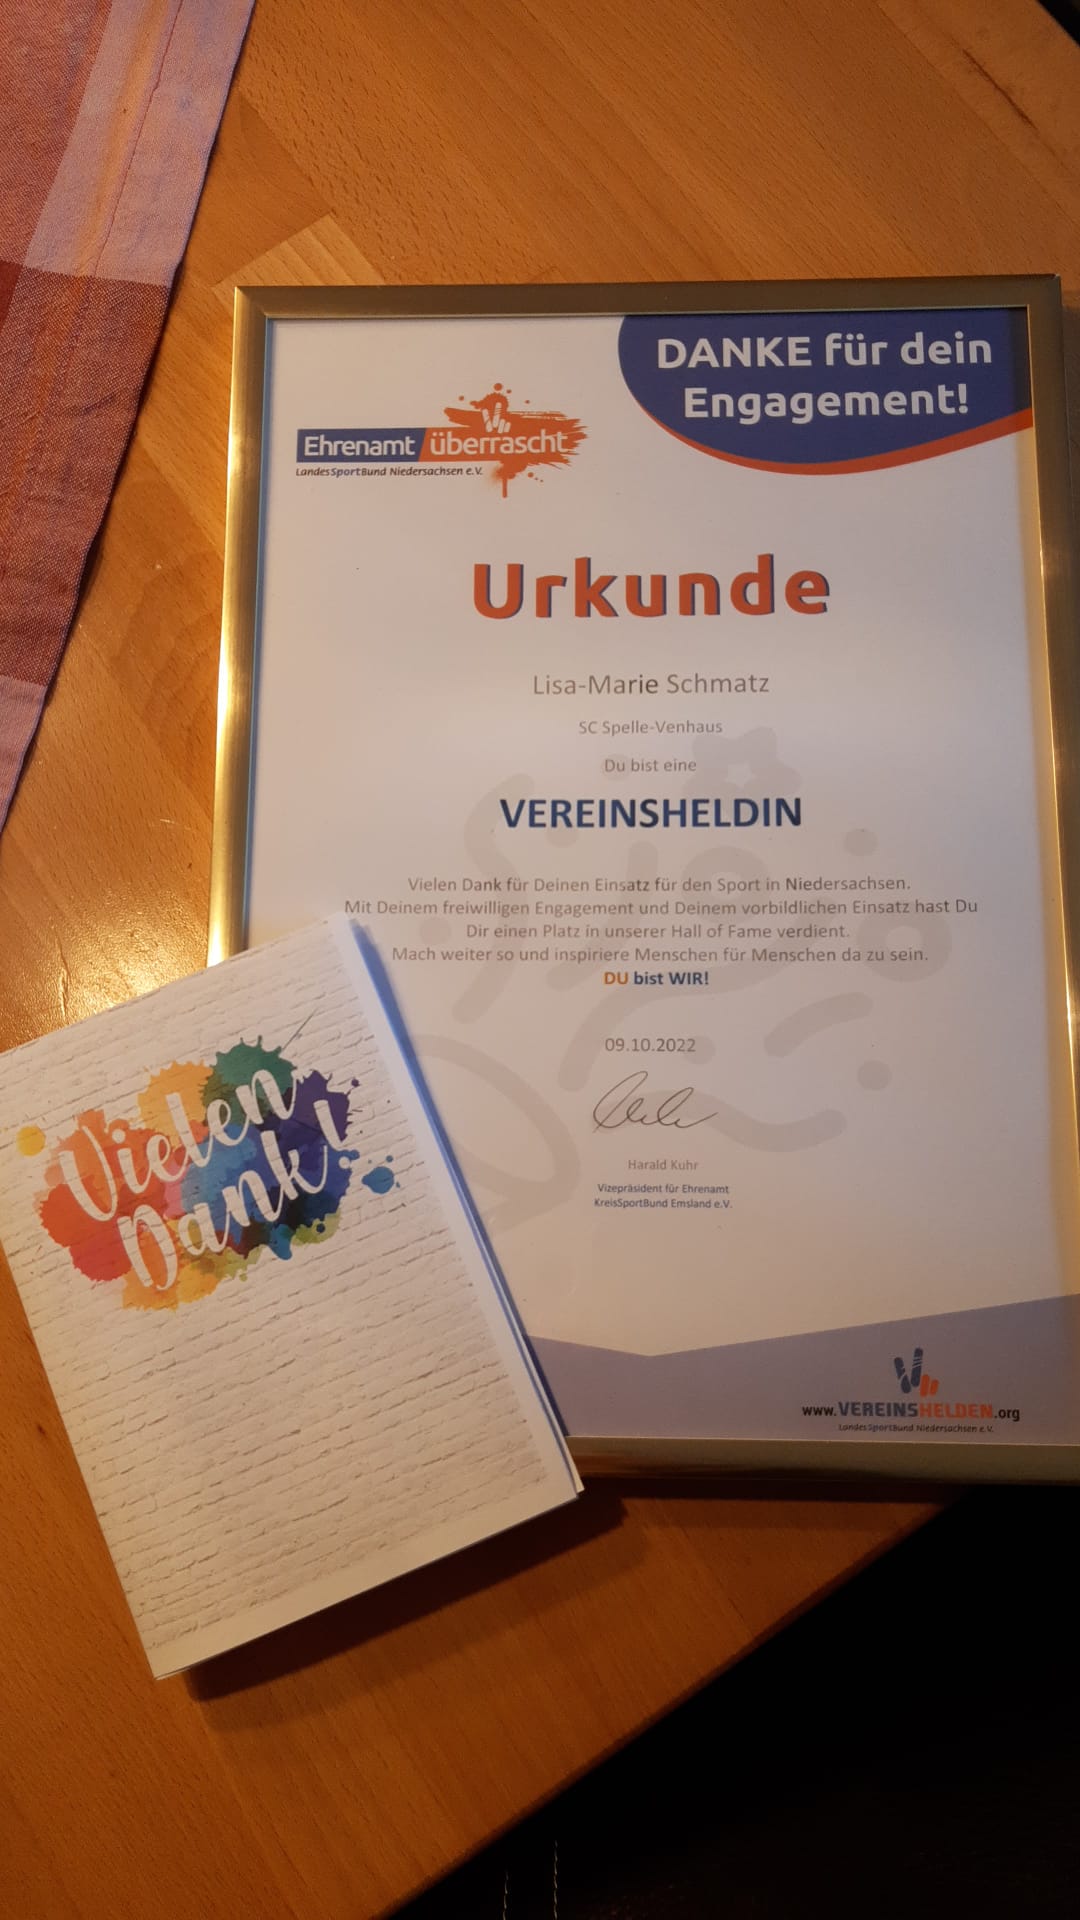 DANKE für dein
Engagement!
Ehrenamt überrascht
LandesSportBund Niedersachsen e.V.
Urkunde
Lisa-Marie Schmatz
SC Spelle-Venhaus
Du bist eine
VEREINSHELDIN
Vielen Dank für Deinen Einsatz für den Sport in Niedersachsen.
Mit Deinem freiwilligen Engagement und Deinem vorbildlichen Einsatz hast Du
Dir einen Platz in unserer Hall of Fame verdient.
Mach weiter so und inspiriere Menschen für Menschen da zu sein.
DU bist WIR!
09.10.2022
Harald Kuhr
Vizepräsident für Ehrenamt
KreisSportBund Emsland e.V.
www.VEREINSHELDEN.org
LandesSportBund Niedersachsen e.V.
Vielen
Dank!